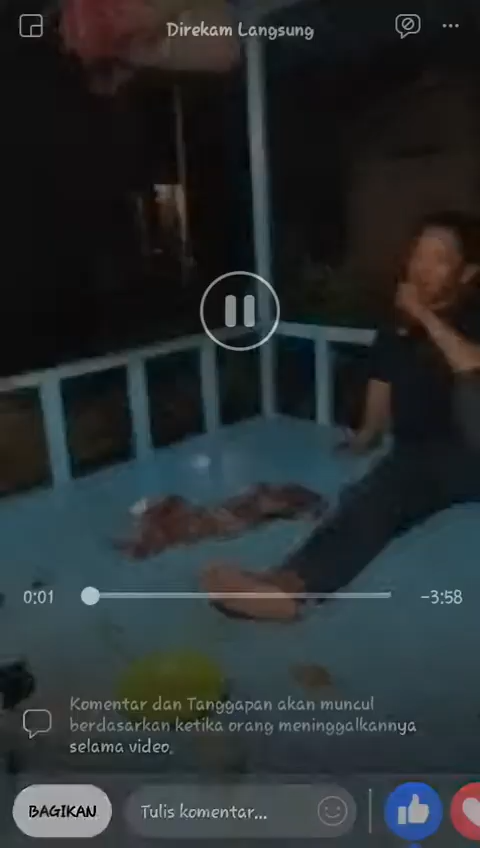 Direkam Langsung
0:01
-3:58
Komentar dan Tanggapan akan muncul
berdasarkan ketika orang meninggalkannya
selama video.
BAGIKAN
Tulis komentar...